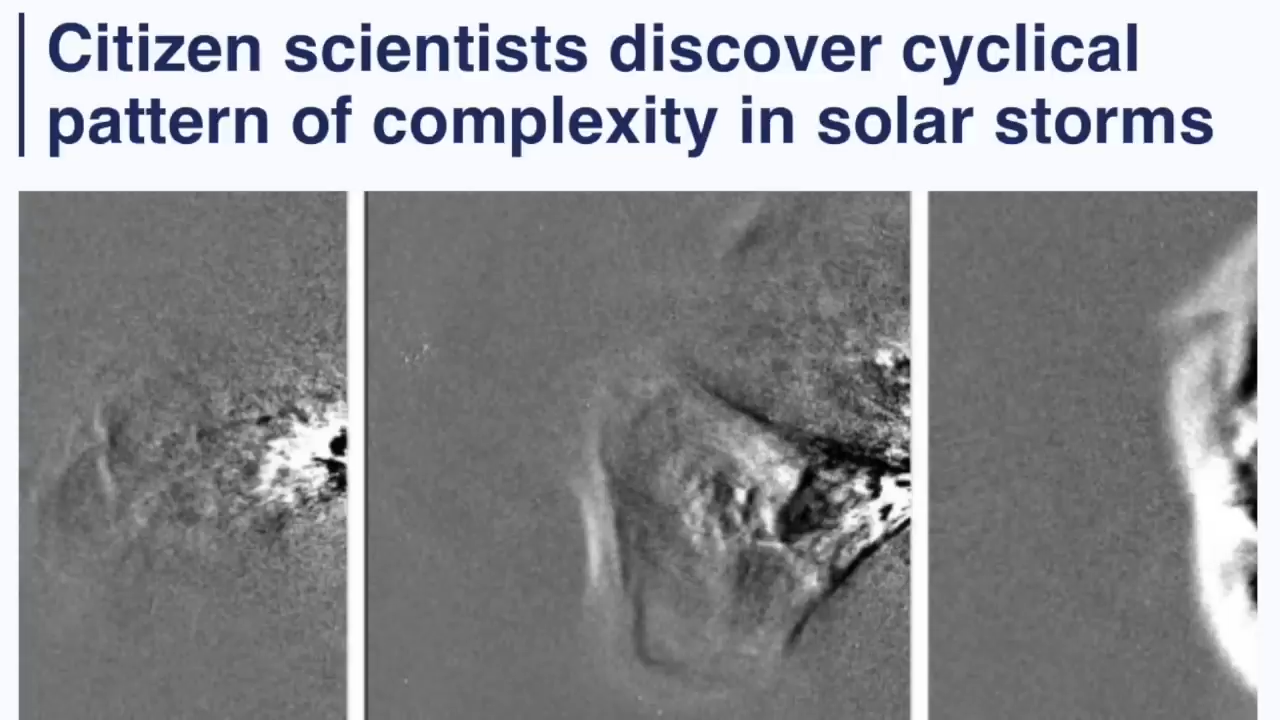 Citizen scientists discover cyclical
pattern of complexity in solar storms